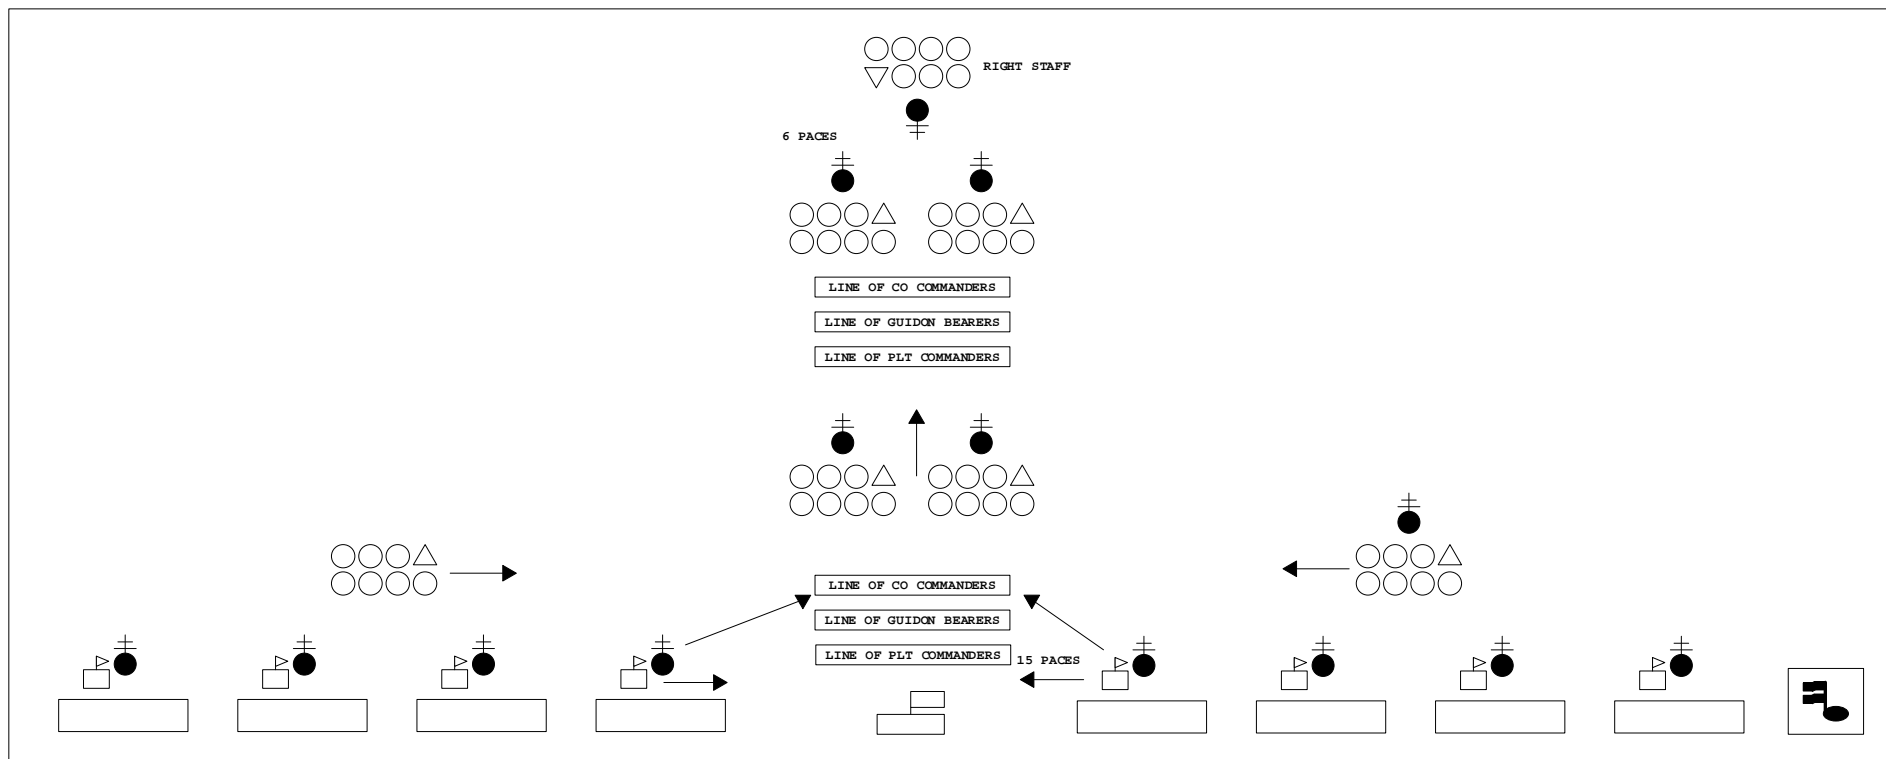 RIGHT STAFF
6 PACES
LINE OF CO COMMANDERS
LINE OF GUIDON BEARERS
LINE OF PLT COMMANDERS
LINE OF CO COMMANDERS
LINE OF GUIDON BEARERS
LINE OF PLT COMMANDERS
15 PACES